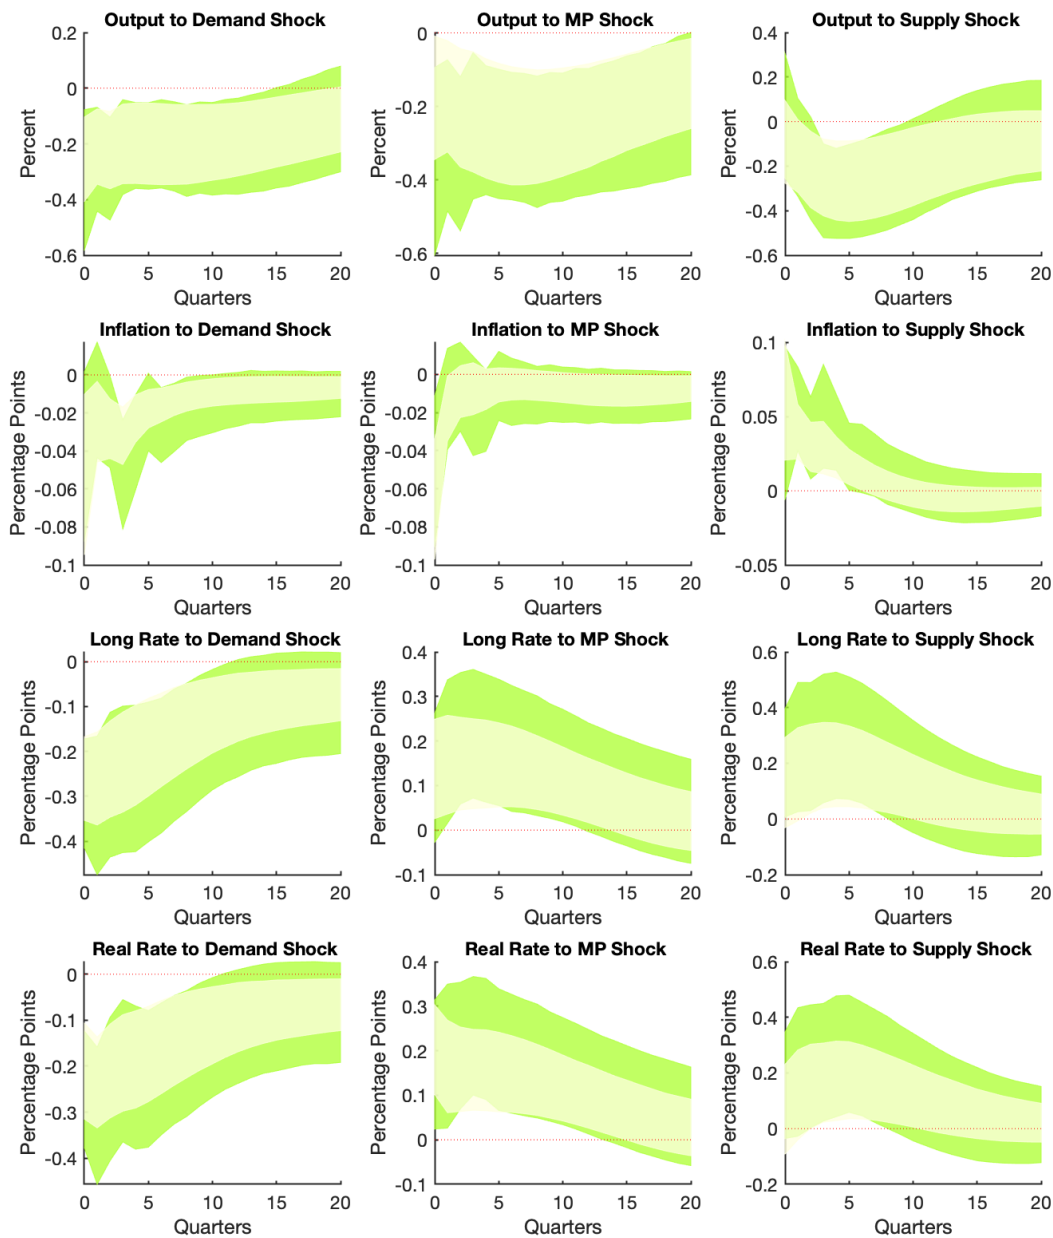 Output to Demand Shock
Percent
0.2
0
-0.2
-0.4
-0.6
0 5 10 15 20
Quarters
Output to MP Shock
0
-0.2
-0.4
-0.6
Percent
0 5 10 15 20
Quarters
Output to Supply Shock
0.4
0.2
0
-0.2
-0.4
-0.6
Percent
0 5 10 15 20
Quarters
Inflation to Demand Shock
Percentage Points
0
-0.02
-0.04
-0.06
-0.08
-0.1
0 5 10 15 20
Quarters
Inflation to MP Shock
Percentage Points
0
-0.02
-0.04
-0.06
-0.08
-0.1
0 5 10 15 20
Quarters
Inflation to Supply Shock
Percentage Points
0.1
0.05
0
-0.05
0 5 10 15 20
Quarters
Long Rate to Demand Shock
Percentage Points
0
-0.1
-0.2
-0.3
-0.4
0 5 10 15 20
Quarters
Long Rate to MP Shock
Percentage Points
0.4
0.3
0.2
0.1
0
-0.1
0 5 10 15 20
Quarters
Long Rate to Supply Shock
Percentage Points
0.6
0.4
0.2
0
-0.2
0 5 10 15 20
Quarters
Real Rate to Demand Shock
Percentage Points
0
-0.1
-0.2
-0.3
-0.4
0 5 10 15 20
Quarters
Real Rate to MP Shock
Percentage Points
0.4
0.3
0.2
0.1
0
-0.1
0 5 10 15 20
Quarters
Real Rate to Supply Shock
Percentage Points
0.6
0.4
0.2
0
-0.2
0 5 10 15 20
Quarters